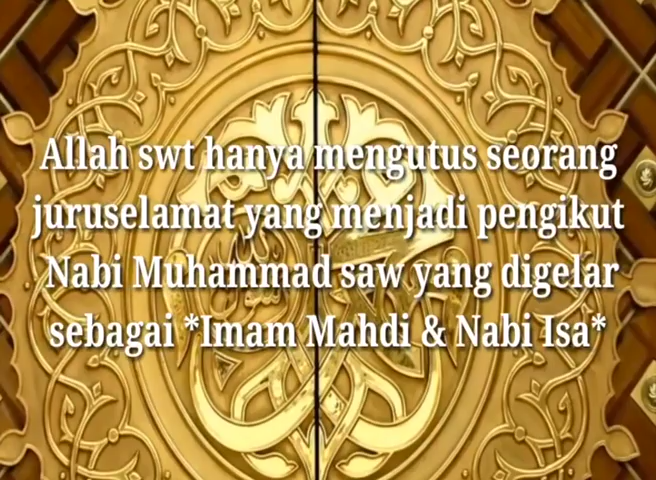 Allah swt hanya mengutus seorang
juruselamat yang menjadi pengikut
Nabi Muhammad saw yang digelar
sebagai *Imam Mahdi & Nabi Isa*